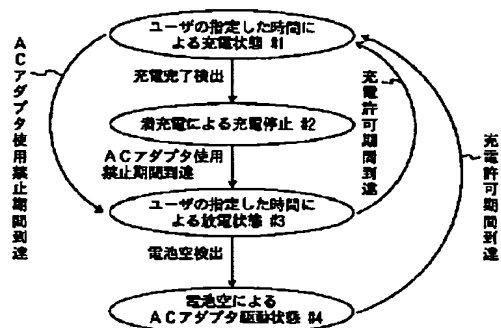 ユーザの指定した時間に
よる充電状態 #1
充電完了検出
満充電による充電停止 #2
ACアダプタ使用
禁止期間到達
ユーザの指定した時間に
よる放電状態 #3
電池空検出
電池空による
ACアダプタ駆動状態 #4
ACアダプタ使用禁止期間到達
充電許可期間到達
充電許可期間到達